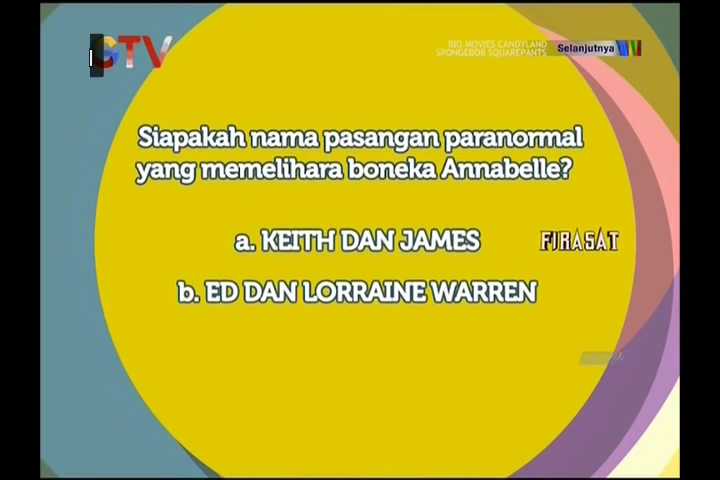 GTV
BIG MOVIES CANDYLAND
SPONGEBOB SQUAREPANTS
Selanjutnya
Siapakah nama pasangan paranormal
yang memelihara boneka Annabelle?
a. KEITH DAN JAMES
FIRASAT
b. ED DAN LORRAINE WARREN